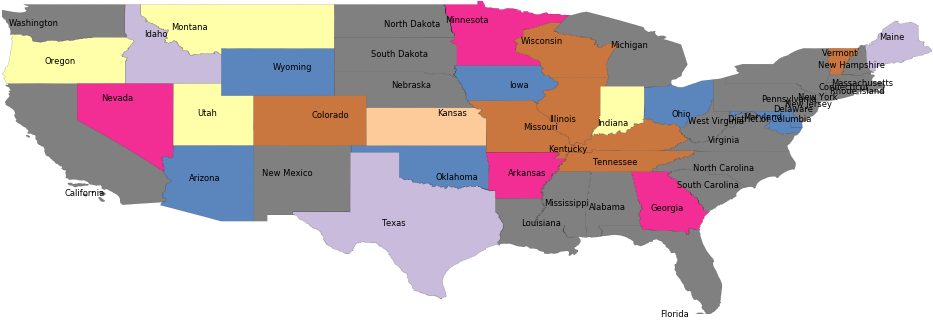 Washington
Montana
Idaho
Oregon
North Dakota
Minnesota
Maine
Wisconsin
Michigan
South Dakota
Vermont
New Hampshire
Wyoming
Nebraska
Iowa
Massachusetts
Connecticut
Rhode Island
Nevada
Pennsylvania
New York
New Jersey
Utah
Colorado
Kansas
Missouri
Illinois
Indiana
Ohio
Delaware
Maryland
West Virginia
District of Columbia
Virginia
Kentucky
Tennessee
North Carolina
Arizona
New Mexico
Oklahoma
Arkansas
South Carolina
California
Mississippi
Alabama
Georgia
Texas
Louisiana
Florida